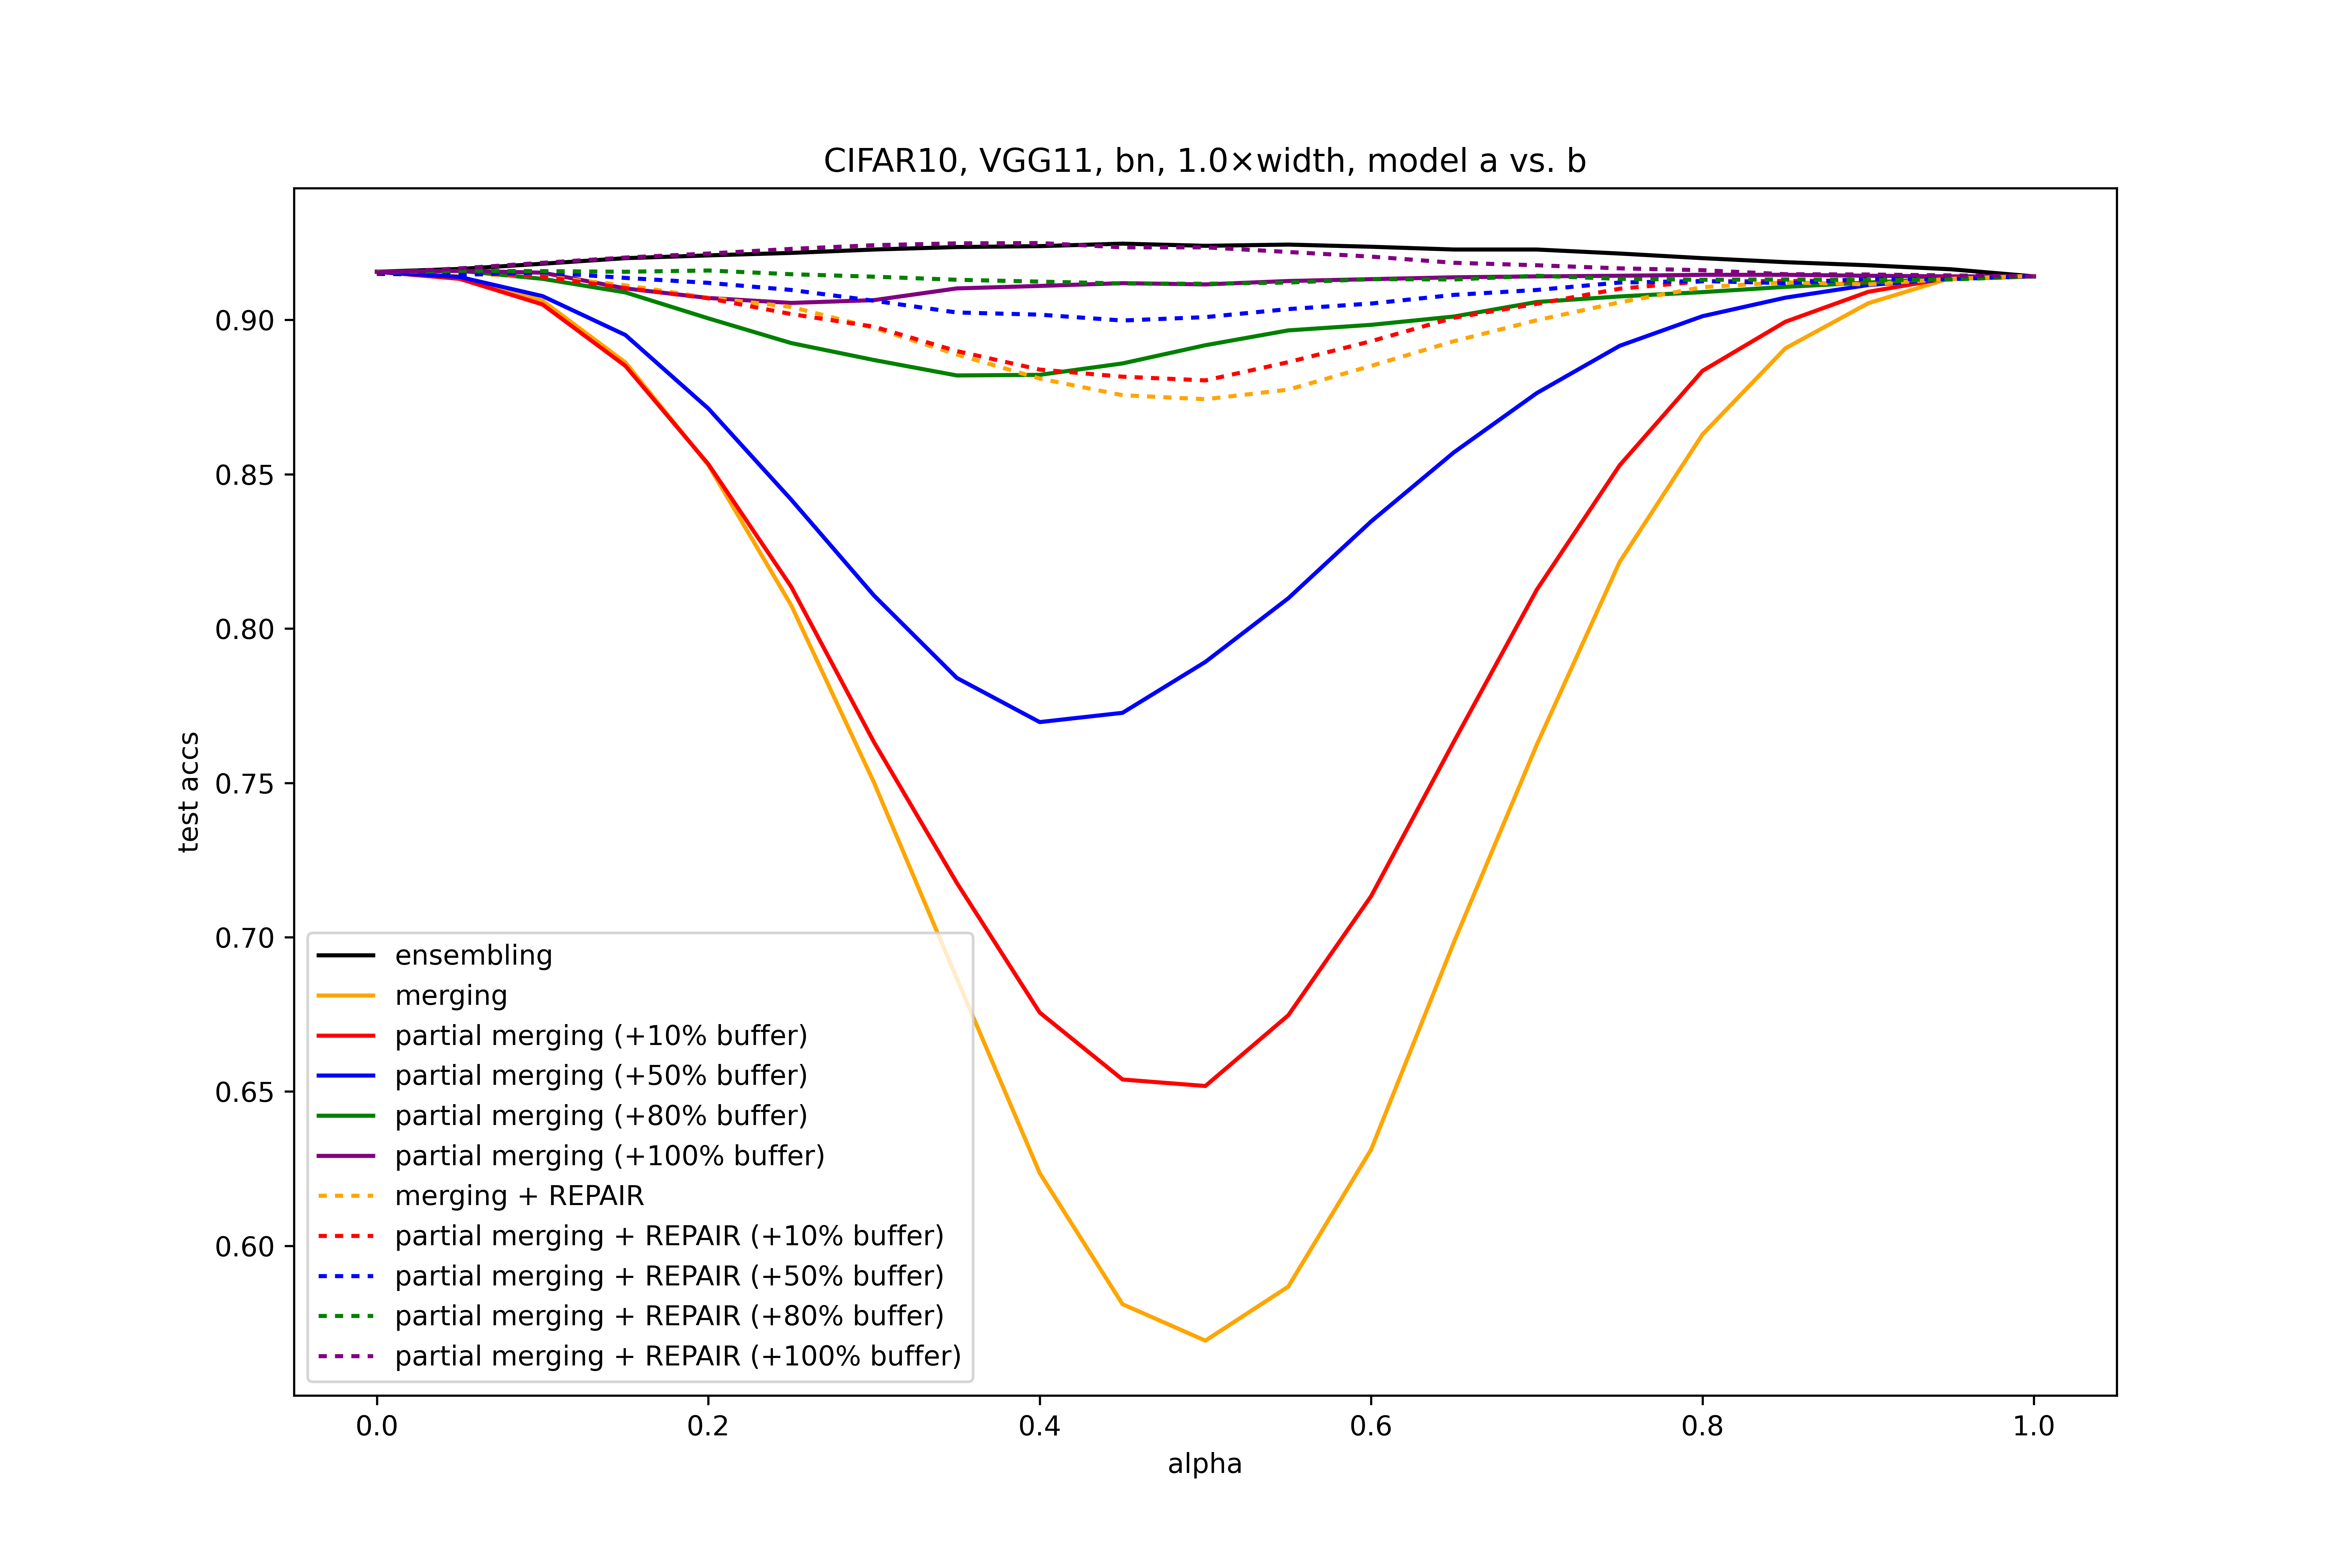 CIFAR10, VGG11, bn, 1.0×width, model a vs. b
test accs
0.90
0.85
0.80
0.75
0.70
0.65
0.60
ensembling
merging
partial merging (+10% buffer)
partial merging (+50% buffer)
partial merging (+80% buffer)
partial merging (+100% buffer)
merging + REPAIR
partial merging + REPAIR (+10% buffer)
partial merging + REPAIR (+50% buffer)
partial merging + REPAIR (+80% buffer)
partial merging + REPAIR (+100% buffer)
0.0 0.2 0.4 0.6 0.8 1.0
alpha